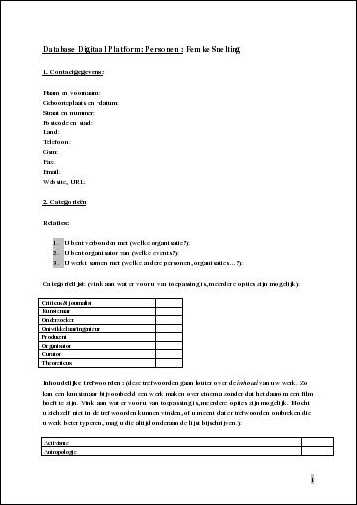 Database Digitaal Platform: Personen : Femke Snelting
1. Contactgegevens:
Naam en voornaam:
Geboorteplaats en -datum:
Straat en nummer:
Postcode en stad:
Land:
Telefoon:
Gsm:
Fax:
Email:
Website, URL:
2. Categorieën
Relaties:
1. U bent verbonden met (welke organisatie?):
2. U bent organisator van (welke events?):
3. U werkt samen met (welke andere personen, organisaties…?):
Categorielijst: (vink aan wat er voor u van toepassing is, meerdere opties zijn mogelijk):
Criticus & journalist
Kunstenaar
Onderzoeker
Ontwikkelaar/ingenieur
Producent
Organisator
Curator
Theoreticus
Inhoudelijke trefwoorden: (deze trefwoorden gaan louter over de inhoud van uw werk. Zo
kan een kunstenaar bijvoorbeeld een werk maken over cinema zonder dat het daarom een film
hoeft te zijn. Vink aan wat er voor u van toepassing is, meerdere opties zijn mogelijk. Mocht
u zichzelf niet in de trefwoorden kunnen vinden, of u meent dat er trefwoorden ontbreken die
u werk beter typeren, mag u die altijd onderaan de lijst bijschrijven.):
Activisme
Antropologie
1